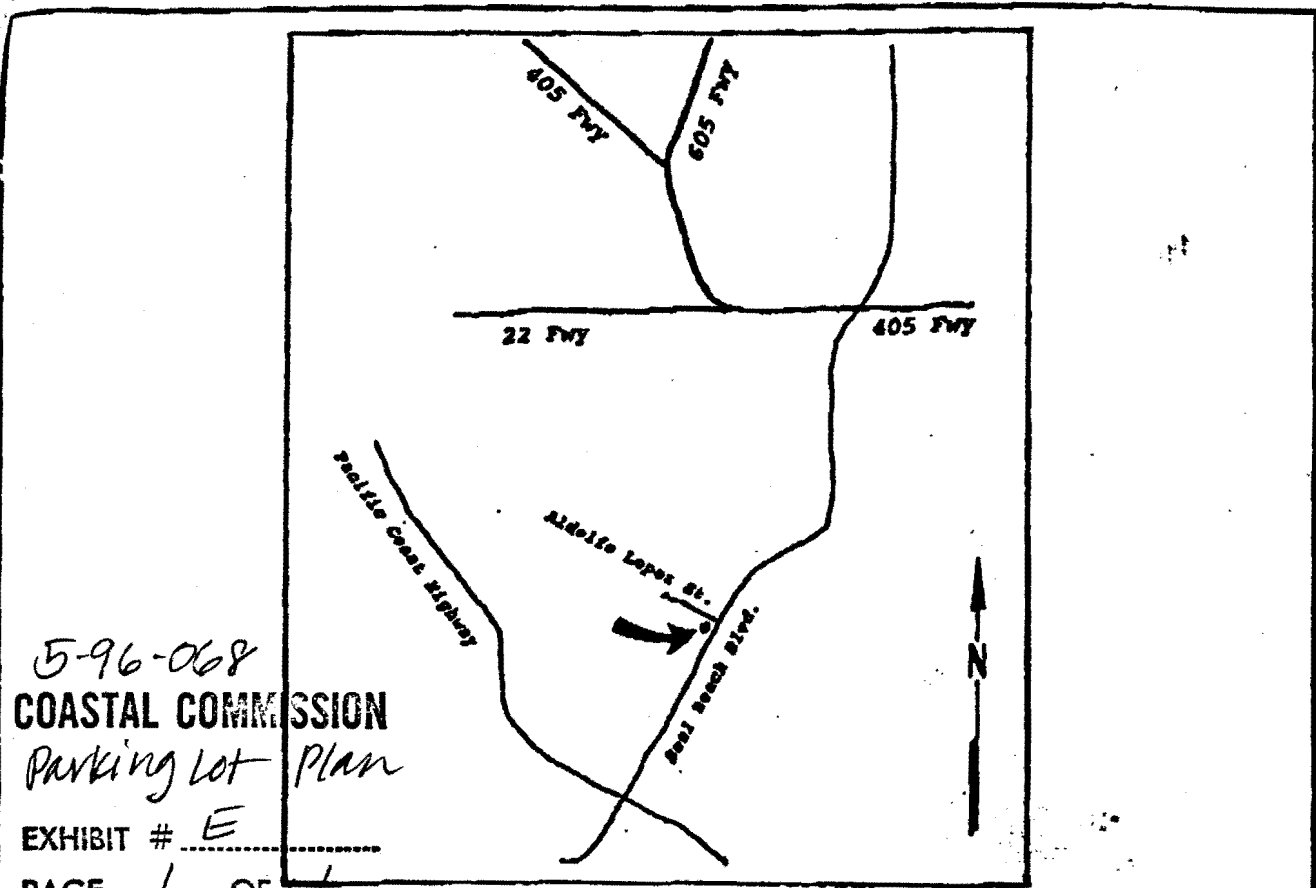 405 Fwy
605 Fwy
22 Fwy
405 Fwy
Pacific Coast Highway
Aldolfo Lopez St.
Seal Beach Blvd.
N
5-96-068
COASTAL COMMISSION
Parking Lot Plan
EXHIBIT # E
PAGE 1 OF 1